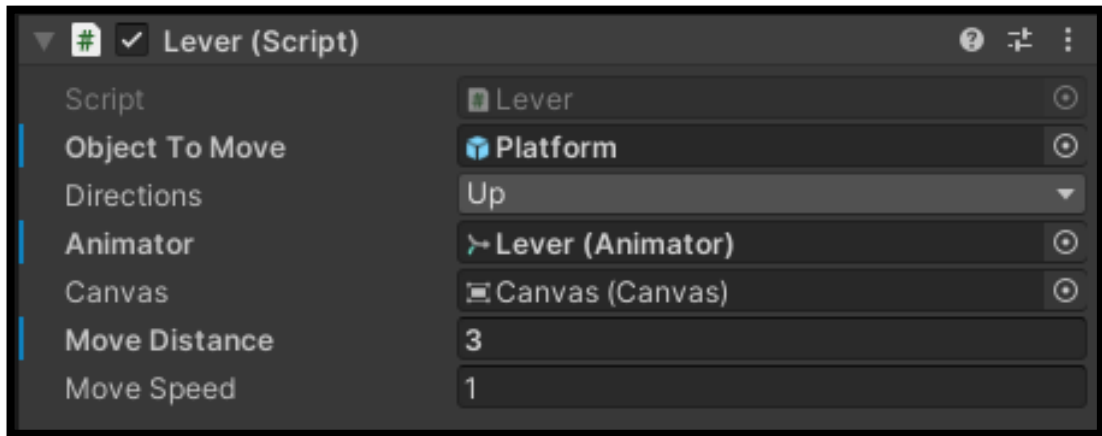 Lever (Script)
Script Lever
Object To Move Platform
Directions Up
Animator Lever (Animator)
Canvas Canvas (Canvas)
Move Distance 3
Move Speed 1